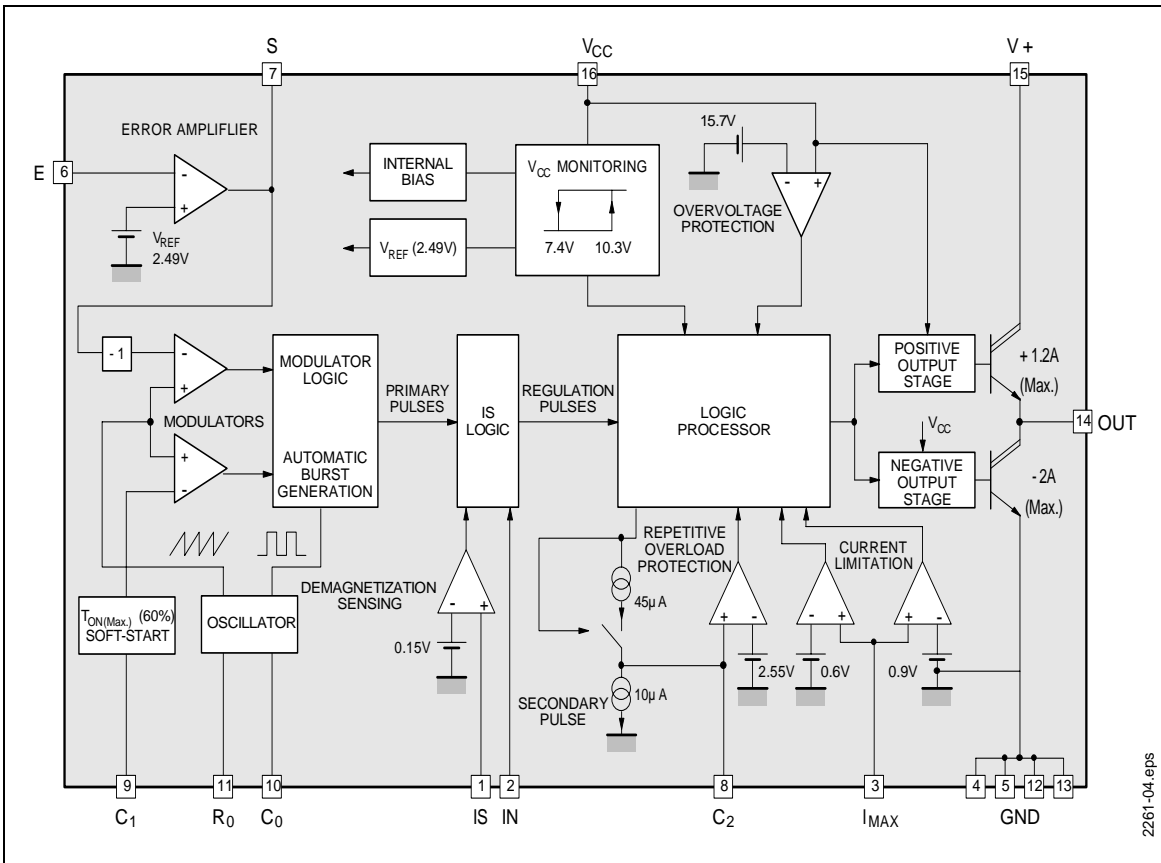 S
VCC
V +
7
16
15
ERROR AMPLIFLIER
15.7V
E
6
-
+
INTERNAL
BIAS
VCC MONITORING
7.4V
10.3V
-
+
OVERVOLTAGE
PROTECTION
VREF
2.49V
VREF (2.49V)
- 1
-
+
MODULATORS
+
-
MODULATOR
LOGIC
AUTOMATIC
BURST
GENERATION
PRIMARY
PULSES
IS
LOGIC
REGULATION
PULSES
LOGIC
PROCESSOR
POSITIVE
OUTPUT
STAGE
+ 1.2A
(Max.)
14
OUT
VCC
NEGATIVE
OUTPUT
STAGE
- 2A
(Max.)
REPETITIVE
OVERLOAD
PROTECTION
CURRENT
LIMITATION
DEMAGNETIZATION
SENSING
-
+
45µ A
+
-
-
+
+
-
TON(Max.) (60%)
SOFT-START
OSCILLATOR
0.15V
2.55V
0.6V
0.9V
10µ A
SECONDARY
PULSE
9
11
10
1
2
8
3
4
5
12
13
C1
R0
C0
IS
IN
C2
IMAX
GND
2261-04.eps